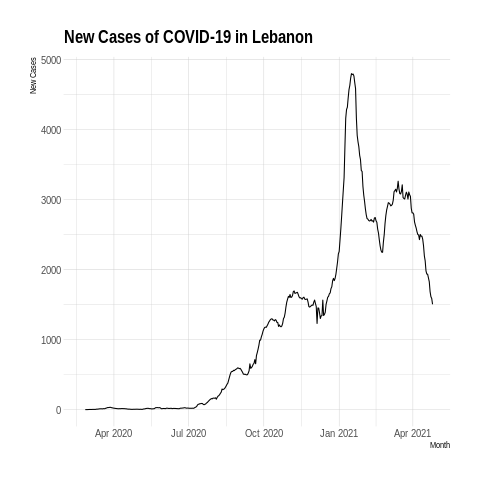 New Cases of COVID-19 in Lebanon
New Cases
5000
4000
3000
2000
1000
0
Apr 2020 Jul 2020 Oct 2020 Jan 2021 Apr 2021
Month